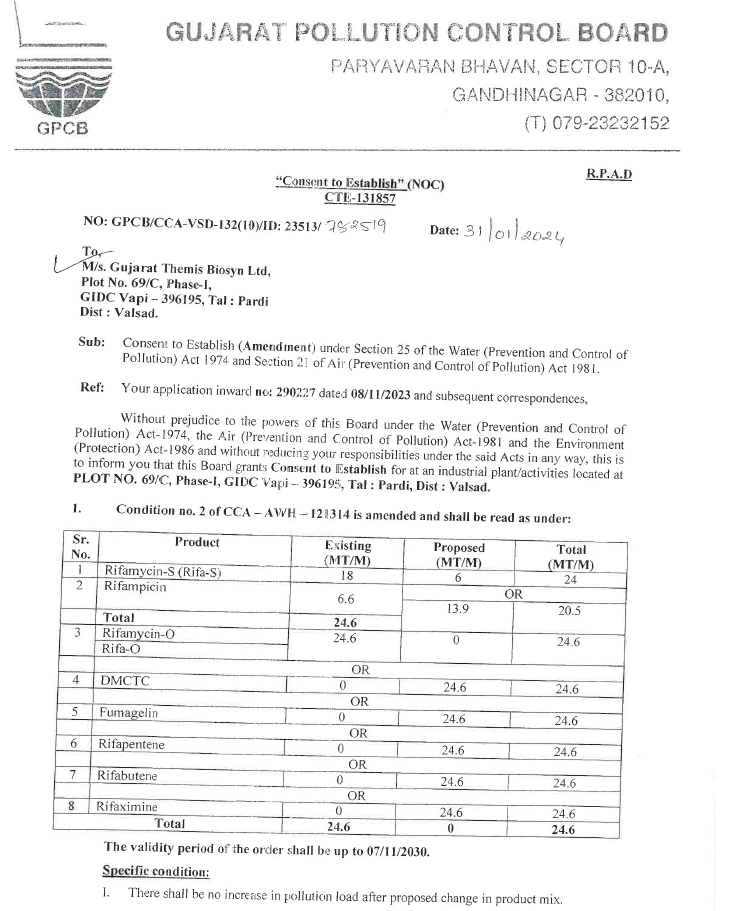 GUJARAT POLLUTION CONTROL BOARD
PARYAVARAN BHAVAN, SECTOR 10-A,
GANDHINAGAR - 382010,
(T) 079-23232152
GPCB
R.P.A.D
"Consent to Establish" (NOC)
CTE-131857
NO: GPCB/CCA-VSD-132(10)/ID: 23513/ 782519 Date: 31/01/2024
To,
M/s. Gujarat Themis Biosyn Ltd,
Plot No. 69/C, Phase-I,
GIDC Vapi – 396195, Tal : Pardi
Dist : Valsad.
Sub: Consent to Establish (Amendment) under Section 25 of the Water (Prevention and Control of
Pollution) Act 1974 and Section 21 of Air (Prevention and Control of Pollution) Act 1981.
Ref: Your application inward no: 290227 dated 08/11/2023 and subsequent correspondences,
Without prejudice to the powers of this Board under the Water (Prevention and Control of
Pollution) Act-1974, the Air (Prevention and Control of Pollution) Act-1981 and the Environment
(Protection) Act-1986 and without reducing your responsibilities under the said Acts in any way, this is
to inform you that this Board grants Consent to Establish for at an industrial plant/activities located at
PLOT NO. 69/C, Phase-I, GIDC Vapi – 396195, Tal : Pardi, Dist : Valsad.
1. Condition no. 2 of CCA – AWH – 121314 is amended and shall be read as under:
Sr. No. Product Existing (MT/M) Proposed (MT/M) Total (MT/M)
1 Rifamycin-S (Rifa-S) 18 6 24
2 Rifampicin 6.6 OR 13.9 20.5
Total 24.6
3 Rifamycin-O 24.6 0 24.6
Rifa-O
OR
4 DMCTC 0 24.6 24.6
OR
5 Fumagelin 0 24.6 24.6
OR
6 Rifapentene 0 24.6 24.6
OR
7 Rifabutene 0 24.6 24.6
OR
8 Rifaximine 0 24.6 24.6
Total 24.6 0 24.6
The validity period of the order shall be up to 07/11/2030.
Specific condition:
1. There shall be no increase in pollution load after proposed change in product mix.